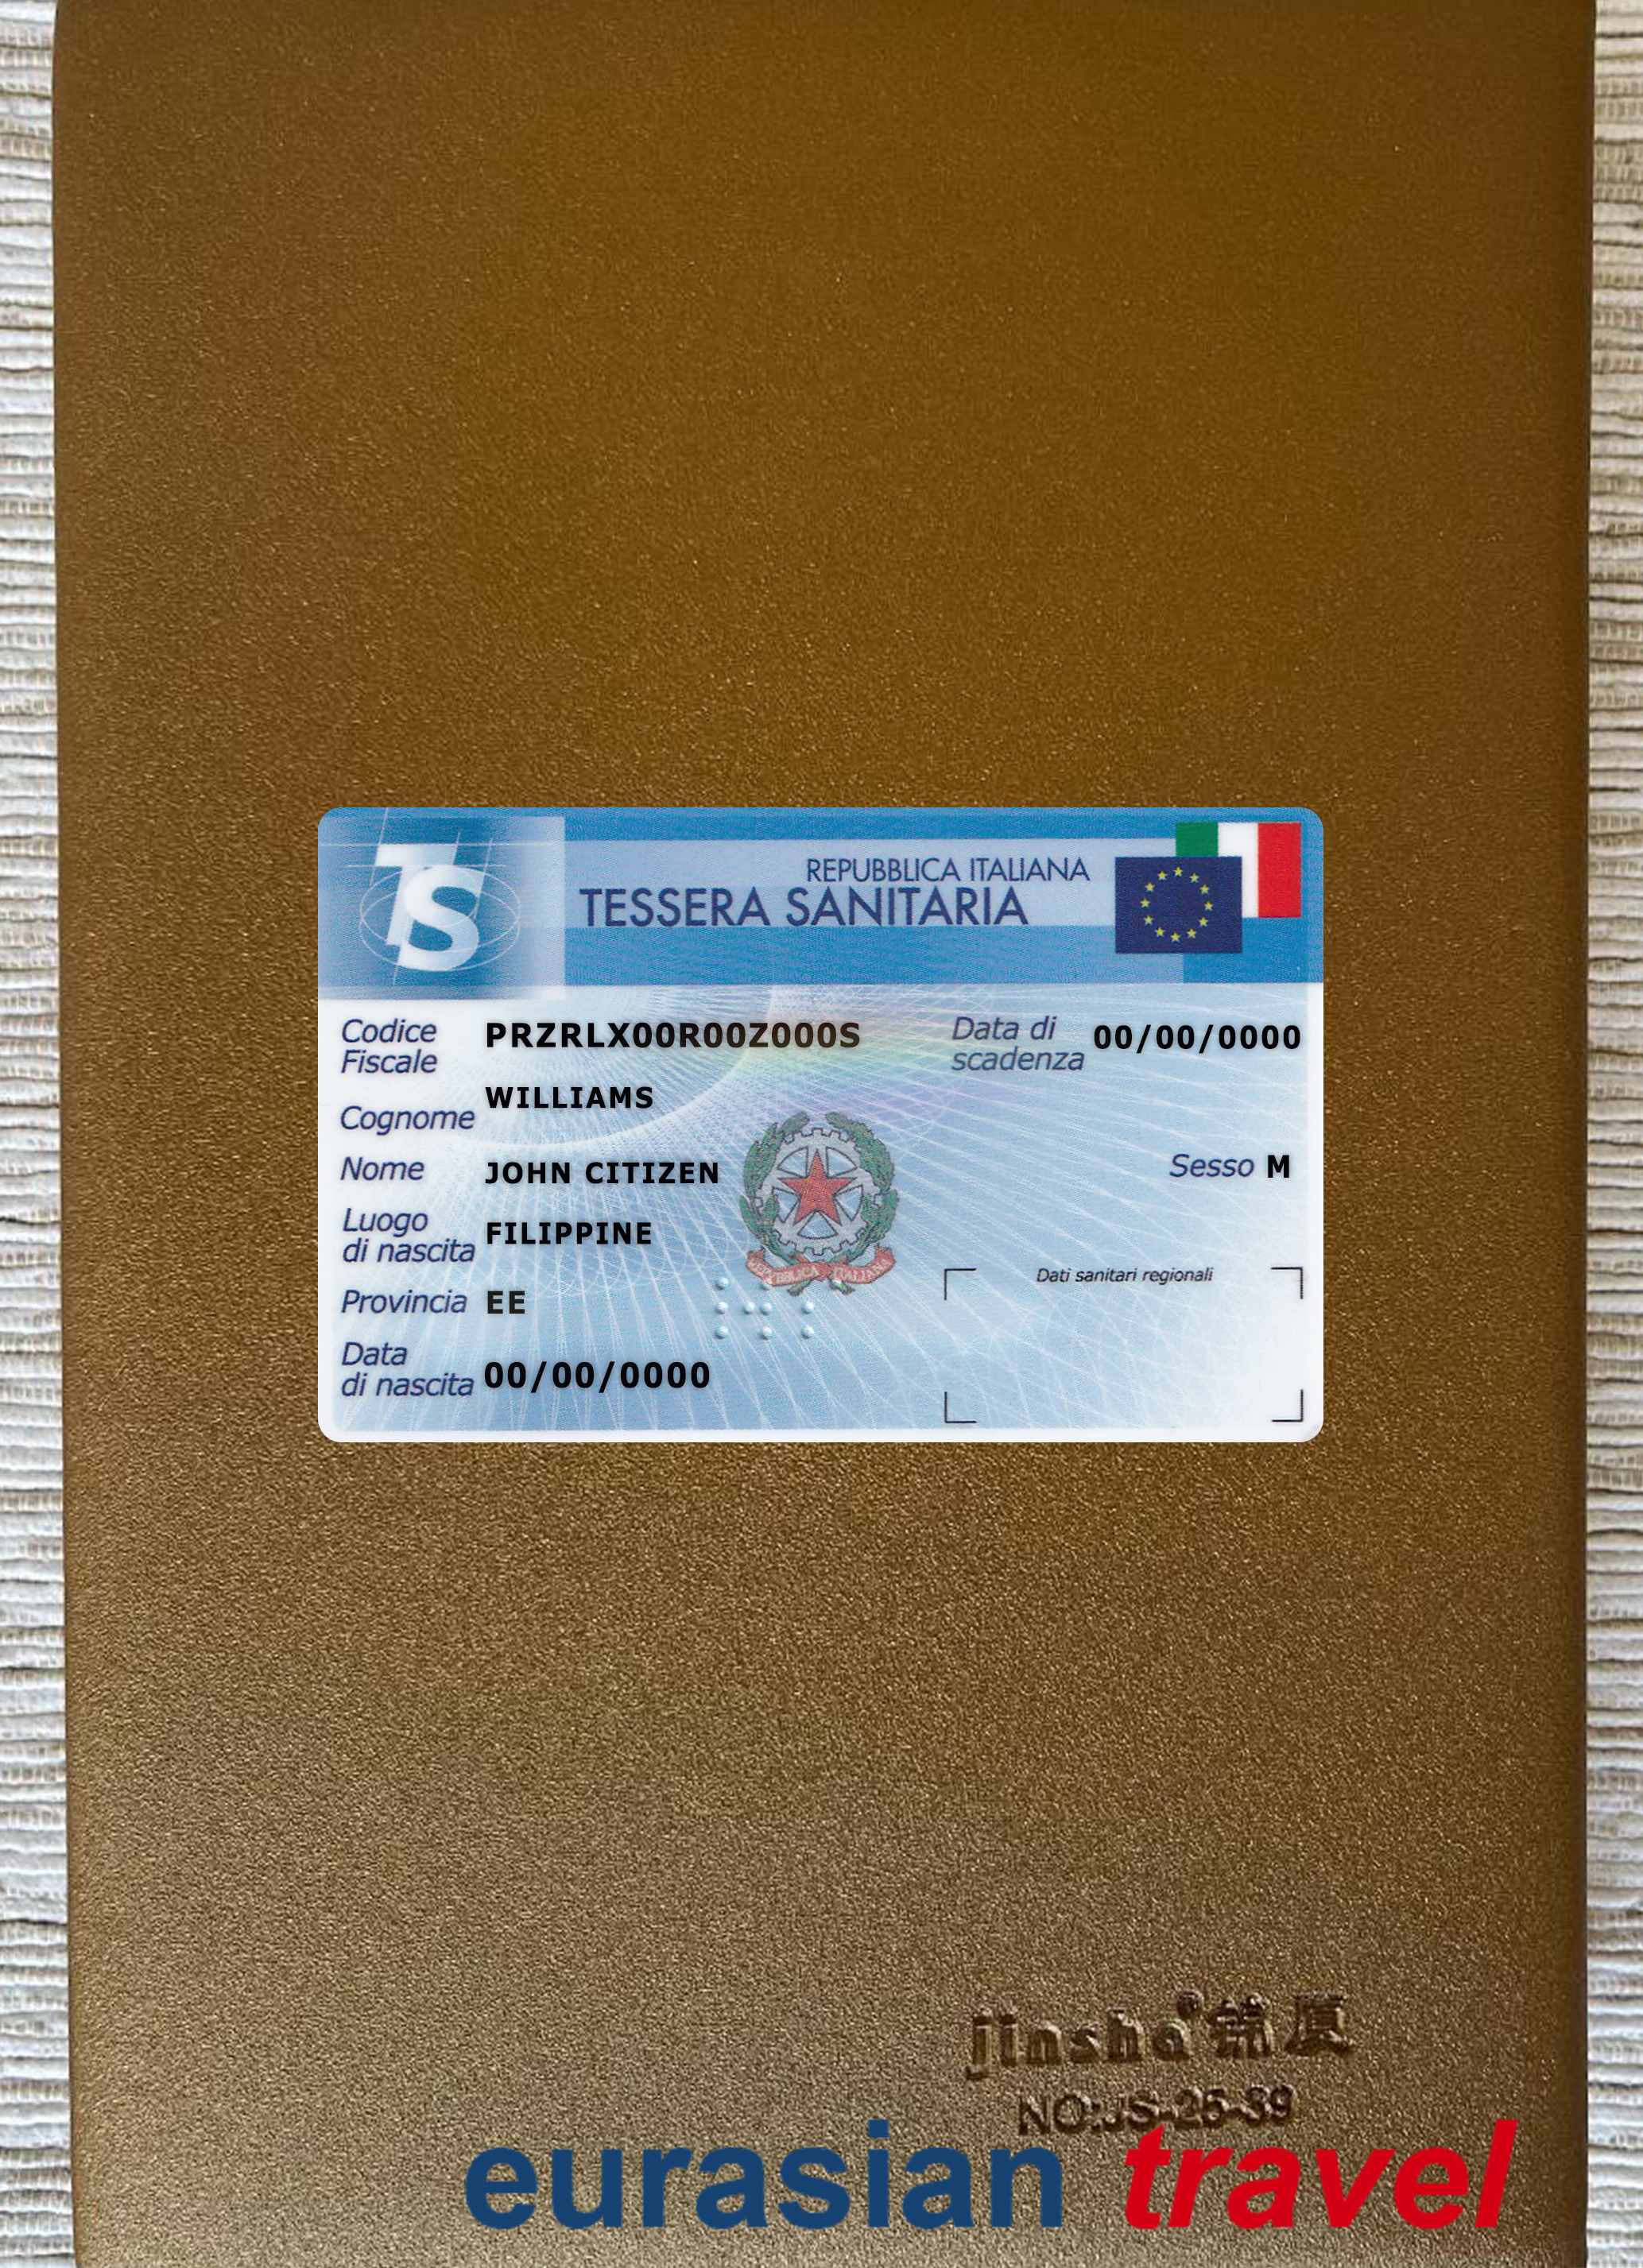 TS
REPUBBLICA ITALIANA
TESSERA SANITARIA
Codice Fiscale PRZRLX00R00Z000S
Data di scadenza 00/00/0000
Cognome WILLIAMS
Nome JOHN CITIZEN
Sesso M
Luogo di nascita FILIPPINE
REPUBBLICA ITALIANA
Provincia EE
Dati sanitari regionali
Data di nascita 00/00/0000
jinsha®锦厦
NO:JS-25-39
eurasian travel